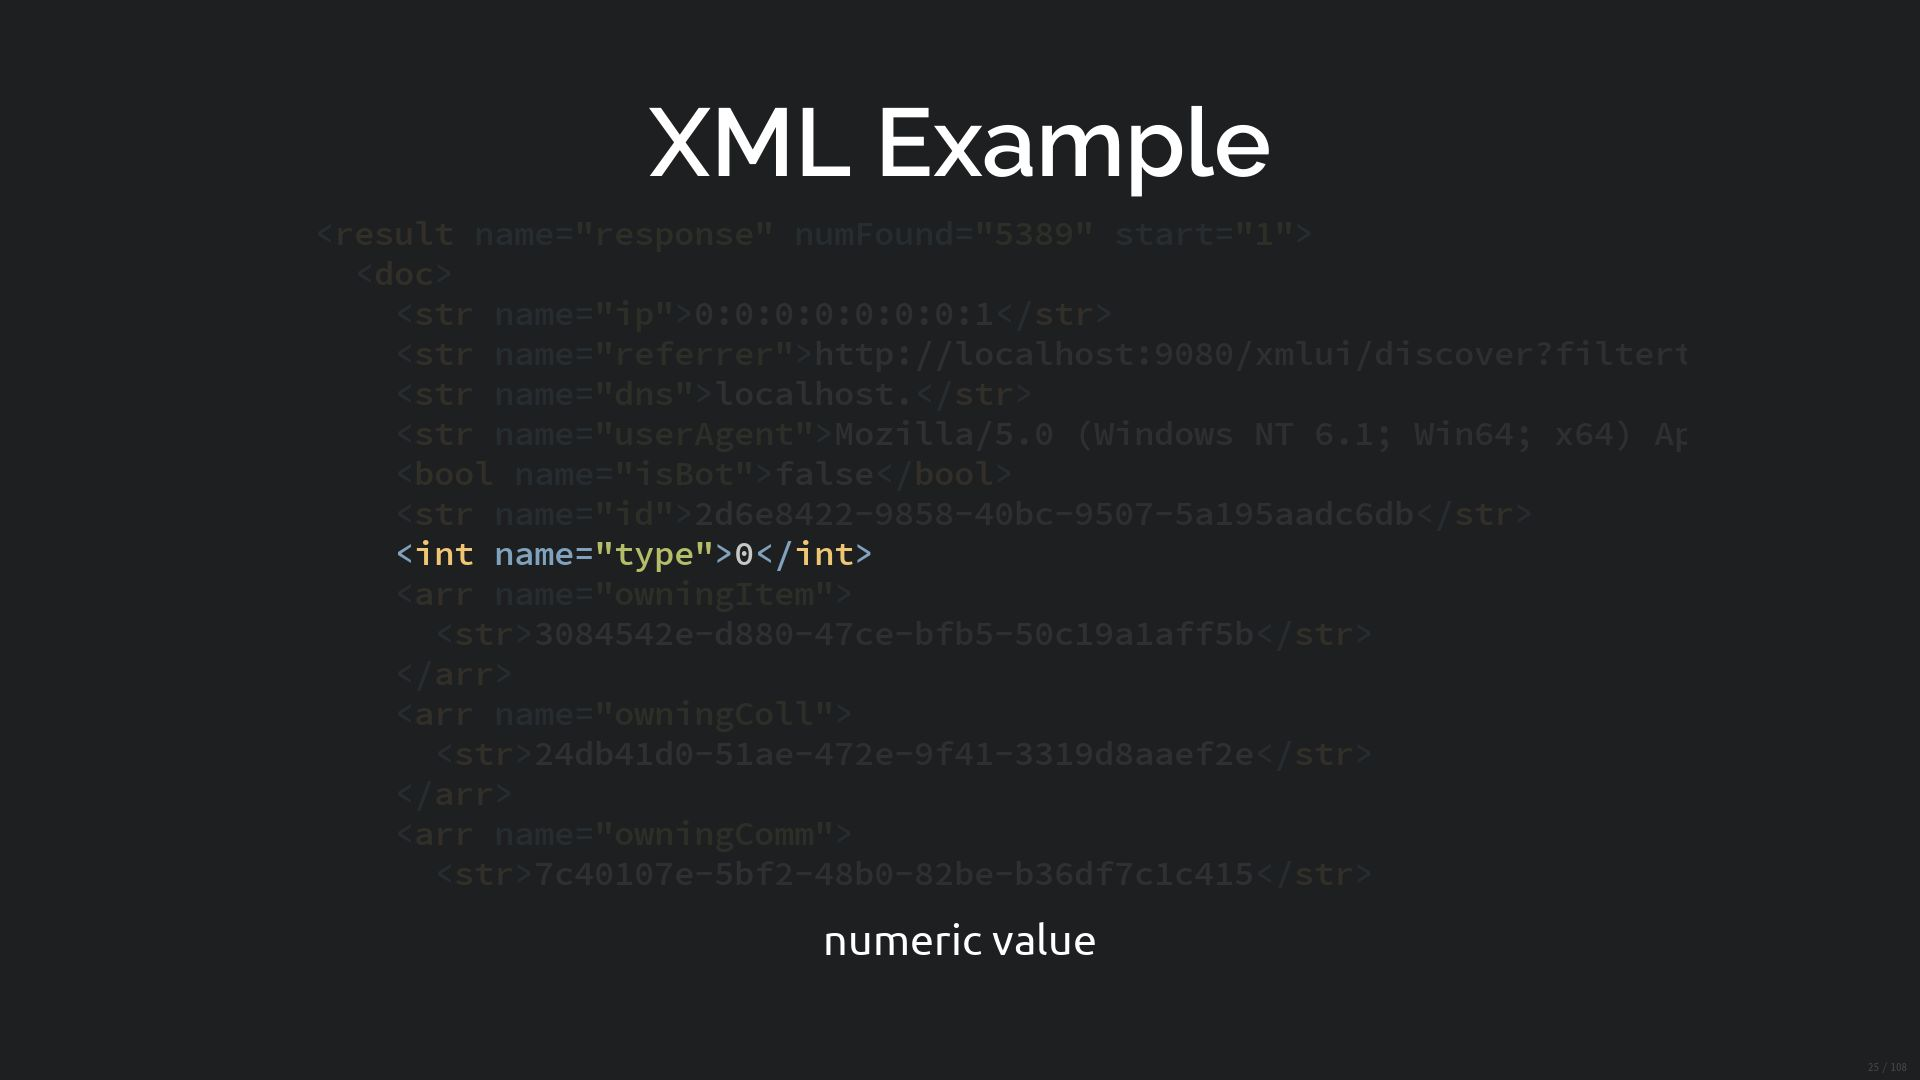 XML Example
<result name="response" numFound="5389" start="1">
  <doc>
    <str name="ip">0:0:0:0:0:0:0:1</str>
    <str name="referrer">http://localhost:9080/xmlui/discover?filtert
    <str name="dns">localhost.</str>
    <str name="userAgent">Mozilla/5.0 (Windows NT 6.1; Win64; x64) Ap
    <bool name="isBot">false</bool>
    <str name="id">2d6e8422-9858-40bc-9507-5a195aadc6db</str>
    <int name="type">0</int>
    <arr name="owningItem">
      <str>3084542e-d880-47ce-bfb5-50c19a1aff5b</str>
    </arr>
    <arr name="owningColl">
      <str>24db41d0-51ae-472e-9f41-3319d8aaef2e</str>
    </arr>
    <arr name="owningComm">
      <str>7c40107e-5bf2-48b0-82be-b36df7c1c415</str>
numeric value
25 / 108